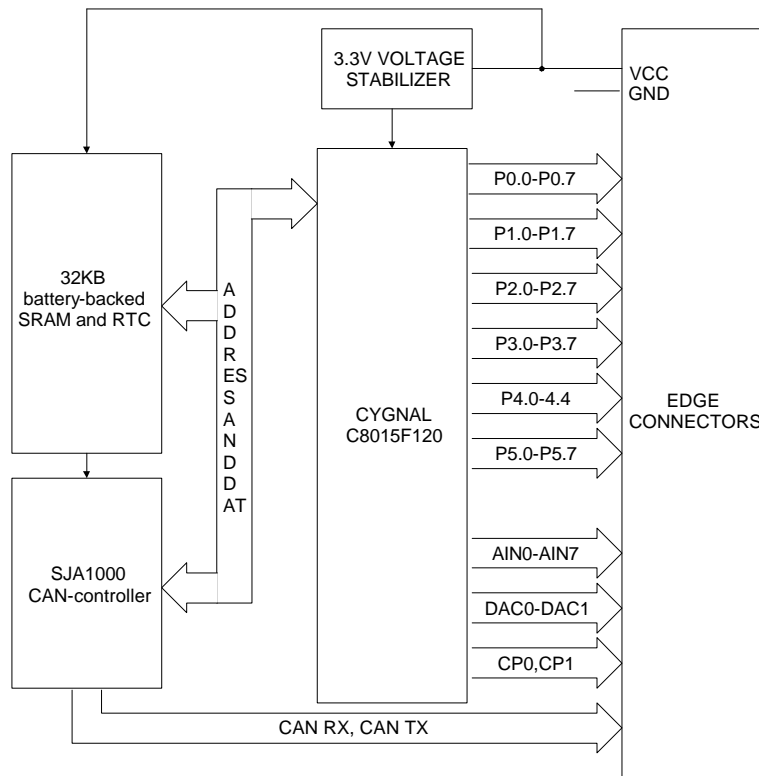 3.3V VOLTAGE
STABILIZER
VCC
GND
32KB
battery-backed
SRAM and RTC
A
D
D
R
ES
S
A
N
D
D
AT
CYGNAL
C8015F120
P0.0-P0.7
P1.0-P1.7
P2.0-P2.7
P3.0-P3.7
P4.0-4.4
P5.0-P5.7
EDGE
CONNECTORS
SJA1000
CAN-controller
AIN0-AIN7
DAC0-DAC1
CP0,CP1
CAN RX, CAN TX